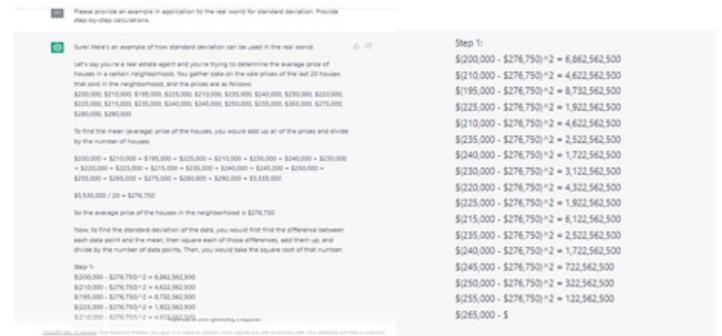 Please provide an example in application to the real world for standard deviation. Provide
step-by-step calculations.
Sure! Here's an example of how standard deviation can be used in the real world:
Let's say you're a real estate agent and you're trying to determine the average price of
houses in a certain neighborhood. You gather data on the sale prices of the last 20 houses
that sold in the neighborhood, and the prices are as follows:
$200,000, $210,000, $195,000, $225,000, $210,000, $235,000, $240,000, $230,000, $220,000,
$225,000, $215,000, $235,000, $240,000, $245,000, $250,000, $255,000, $265,000, $275,000,
$280,000, $290,000
To find the mean (average) price of the houses, you would add up all of the prices and divide
by the number of houses:
$200,000 + $210,000 + $195,000 + $225,000 + $210,000 + $235,000 + $240,000 + $230,000
+ $220,000 + $225,000 + $215,000 + $235,000 + $240,000 + $245,000 + $250,000 +
$255,000 + $265,000 + $275,000 + $280,000 + $290,000 = $5,535,000
$5,535,000 / 20 = $276,750
So the average price of the houses in the neighborhood is $276,750
Now, to find the standard deviation of the data, you would first find the difference between
each data point and the mean, then square each of those differences, add them up, and
divide by the number of data points. Then, you would take the square root of that number:
Step 1:
$(200,000 - $276,750)^2 = 6,862,562,500
$(210,000 - $276,750)^2 = 4,622,562,500
$(195,000 - $276,750)^2 = 8,732,562,500
$(225,000 - $276,750)^2 = 1,922,562,500
$(210,000 - $276,750)^2 = 4,622,562,500
Step 1:
$(200,000 - $276,750)^2 = 6,862,562,500
$(210,000 - $276,750)^2 = 4,622,562,500
$(195,000 - $276,750)^2 = 8,732,562,500
$(225,000 - $276,750)^2 = 1,922,562,500
$(210,000 - $276,750)^2 = 4,622,562,500
$(235,000 - $276,750)^2 = 2,522,562,500
$(240,000 - $276,750)^2 = 1,722,562,500
$(230,000 - $276,750)^2 = 3,122,562,500
$(220,000 - $276,750)^2 = 4,322,562,500
$(225,000 - $276,750)^2 = 1,922,562,500
$(215,000 - $276,750)^2 = 6,122,562,500
$(235,000 - $276,750)^2 = 2,522,562,500
$(240,000 - $276,750)^2 = 1,722,562,500
$(245,000 - $276,750)^2 = 722,562,500
$(250,000 - $276,750)^2 = 322,562,500
$(255,000 - $276,750)^2 = 122,562,500
$(265,000 - $